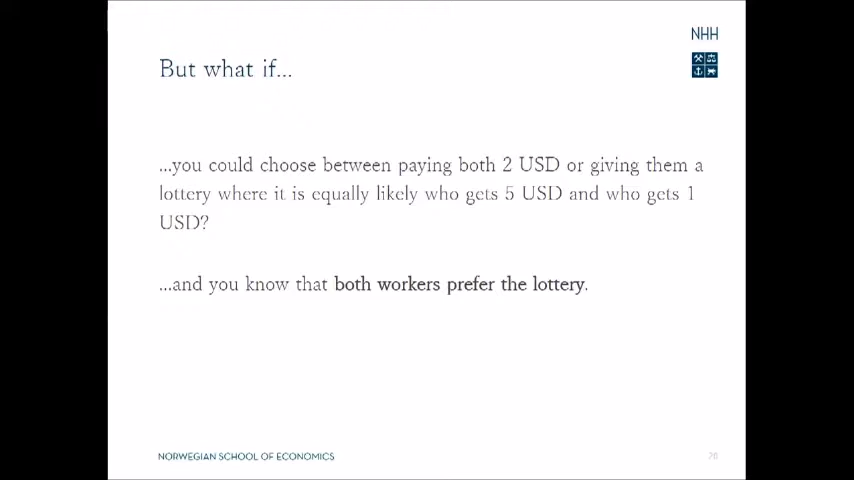 NHH
But what if...
...you could choose between paying both 2 USD or giving them a
lottery where it is equally likely who gets 5 USD and who gets 1
USD?
...and you know that both workers prefer the lottery.
NORWEGIAN SCHOOL OF ECONOMICS
20